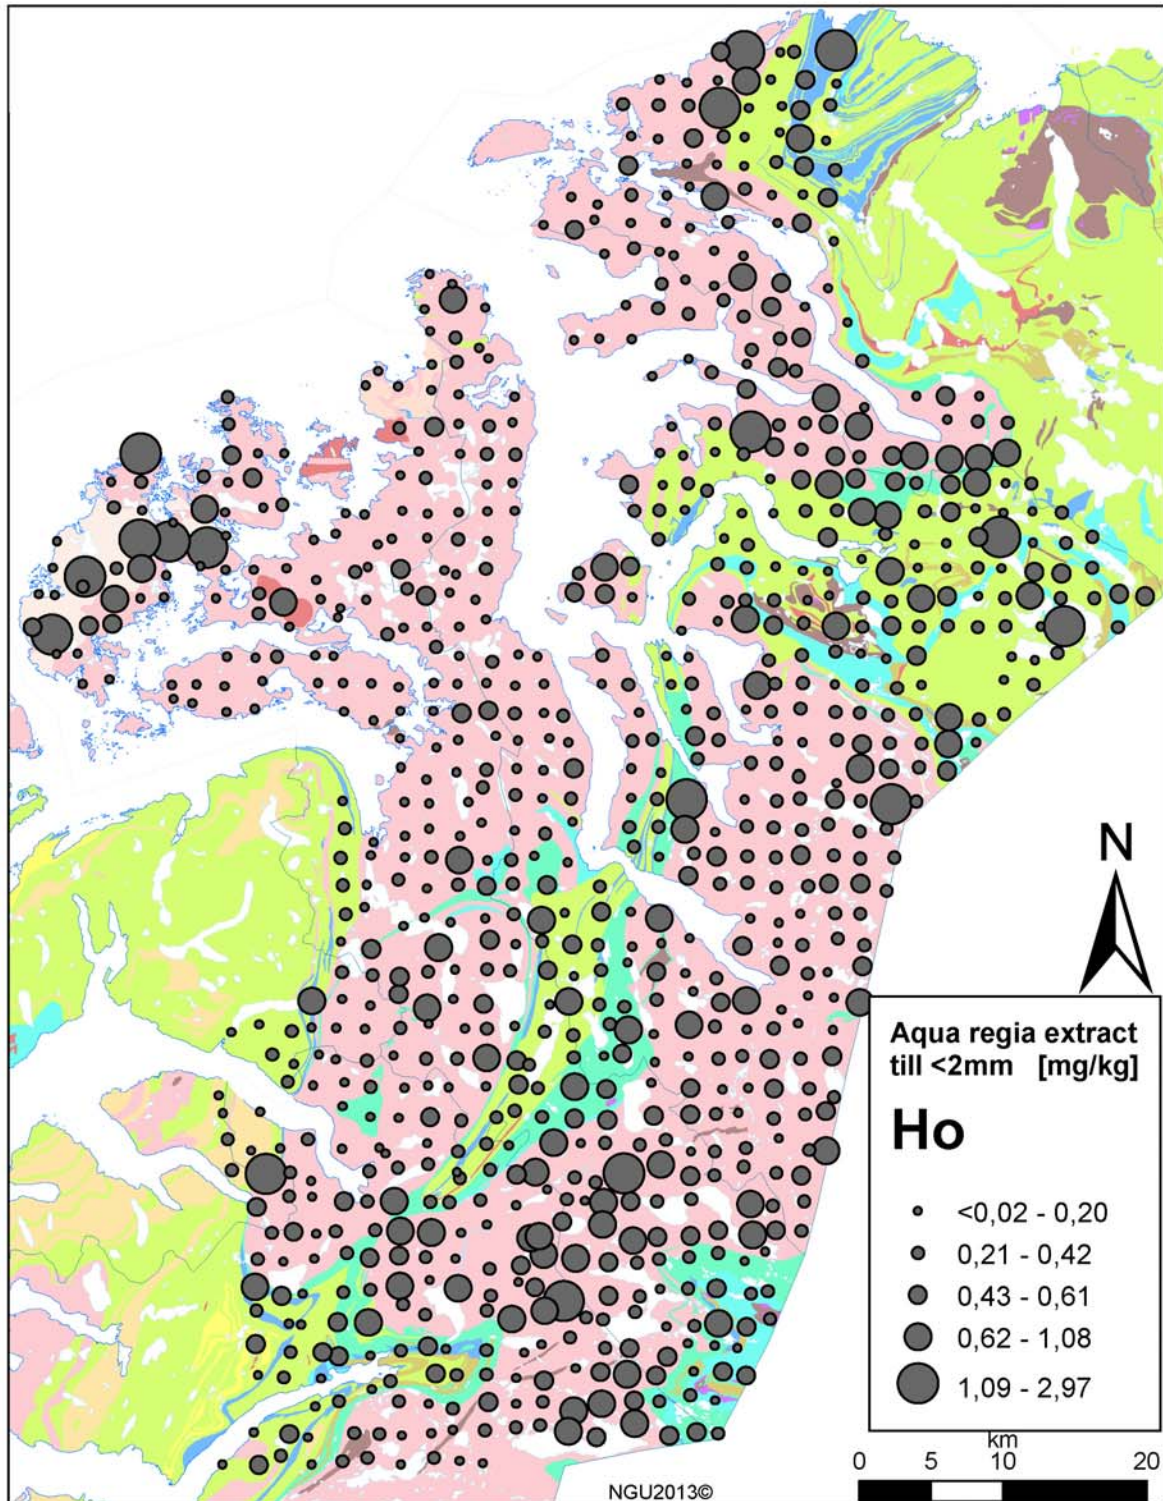 N
Aqua regia extract
till <2mm [mg/kg]
Ho
<0,02 - 0,20
0,21 - 0,42
0,43 - 0,61
0,62 - 1,08
1,09 - 2,97
km
0 5 10 20
NGU2013©